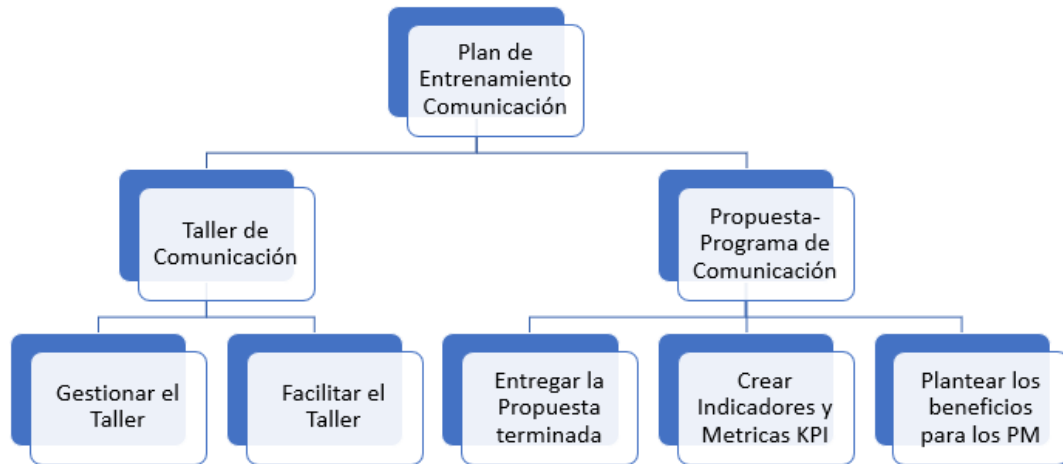 Plan de
Entrenamiento
Comunicación
Taller de
Comunicación
Propuesta-
Programa de
Comunicación
Gestionar el
Taller
Facilitar el
Taller
Entregar la
Propuesta
terminada
Crear
Indicadores y
Metricas KPI
Plantear los
beneficios
para los PM